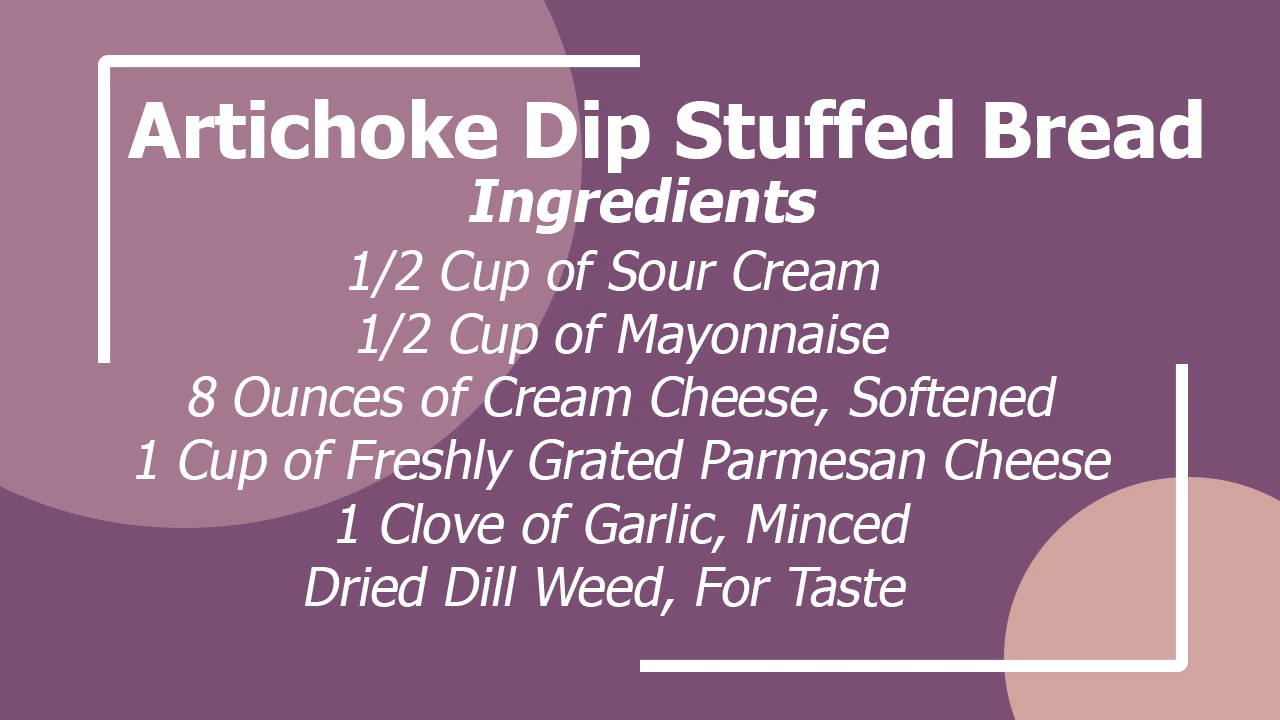 Artichoke Dip Stuffed Bread
Ingredients
1/2 Cup of Sour Cream
1/2 Cup of Mayonnaise
8 Ounces of Cream Cheese, Softened
1 Cup of Freshly Grated Parmesan Cheese
1 Clove of Garlic, Minced
Dried Dill Weed, For Taste